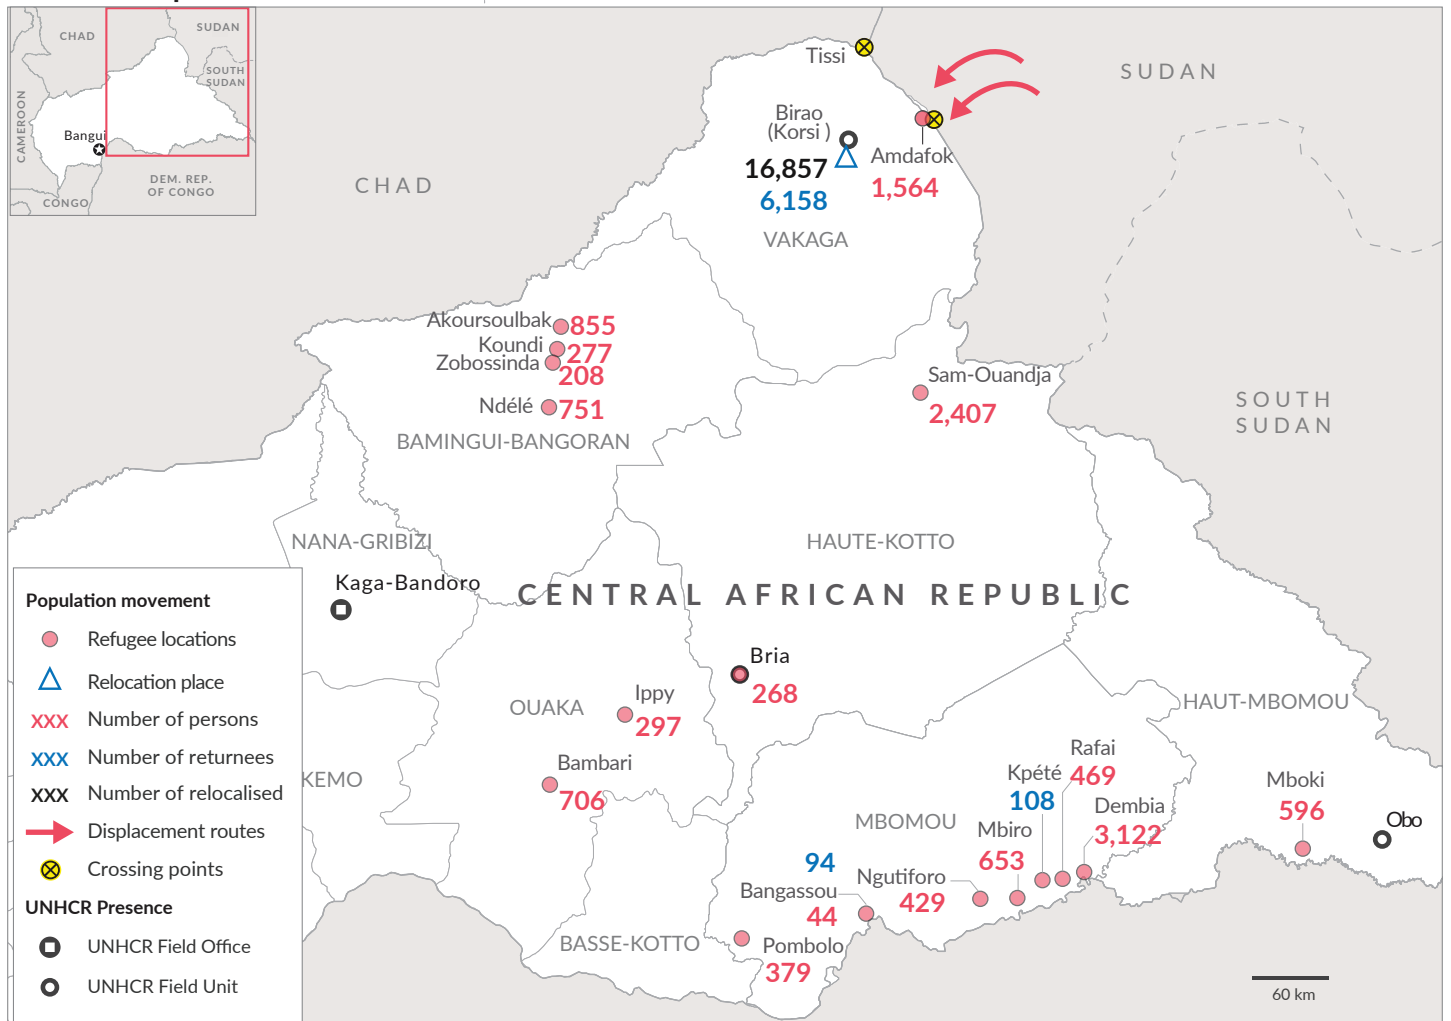 CHAD
SUDAN
SOUTH
SUDAN
CAMEROON
Bangui
DEM. REP.
OF CONGO
CONGO
Tissi
SUDAN
Birao
(Korsi )
16,857
6,158
Amdafok
1,564
CHAD
VAKAGA
Akoursoulbak
855
Koundi
277
Zobossinda
208
Ndélé
751
BAMINGUI-BANGORAN
Sam-Ouandja
2,407
SOUTH
SUDAN
NANA-GRIBIZI
HAUTE-KOTTO
Kaga-Bandoro
CENTRAL AFRICAN REPUBLIC
Bria
268
OUAKA
Ippy
297
HAUT-MBOMOU
Bambari
706
KEMO
Rafai
469
Kpété
108
Mboki
596
Dembia
3,122
Obo
MBOMOU
Mbiro
653
94
Bangassou
44
Ngutiforo
429
BASSE-KOTTO
Pombolo
379
Population movement
Refugee locations
Relocation place
XXX Number of persons
XXX Number of returnees
XXX Number of relocalised
Displacement routes
Crossing points
UNHCR Presence
UNHCR Field Office
UNHCR Field Unit
60 km